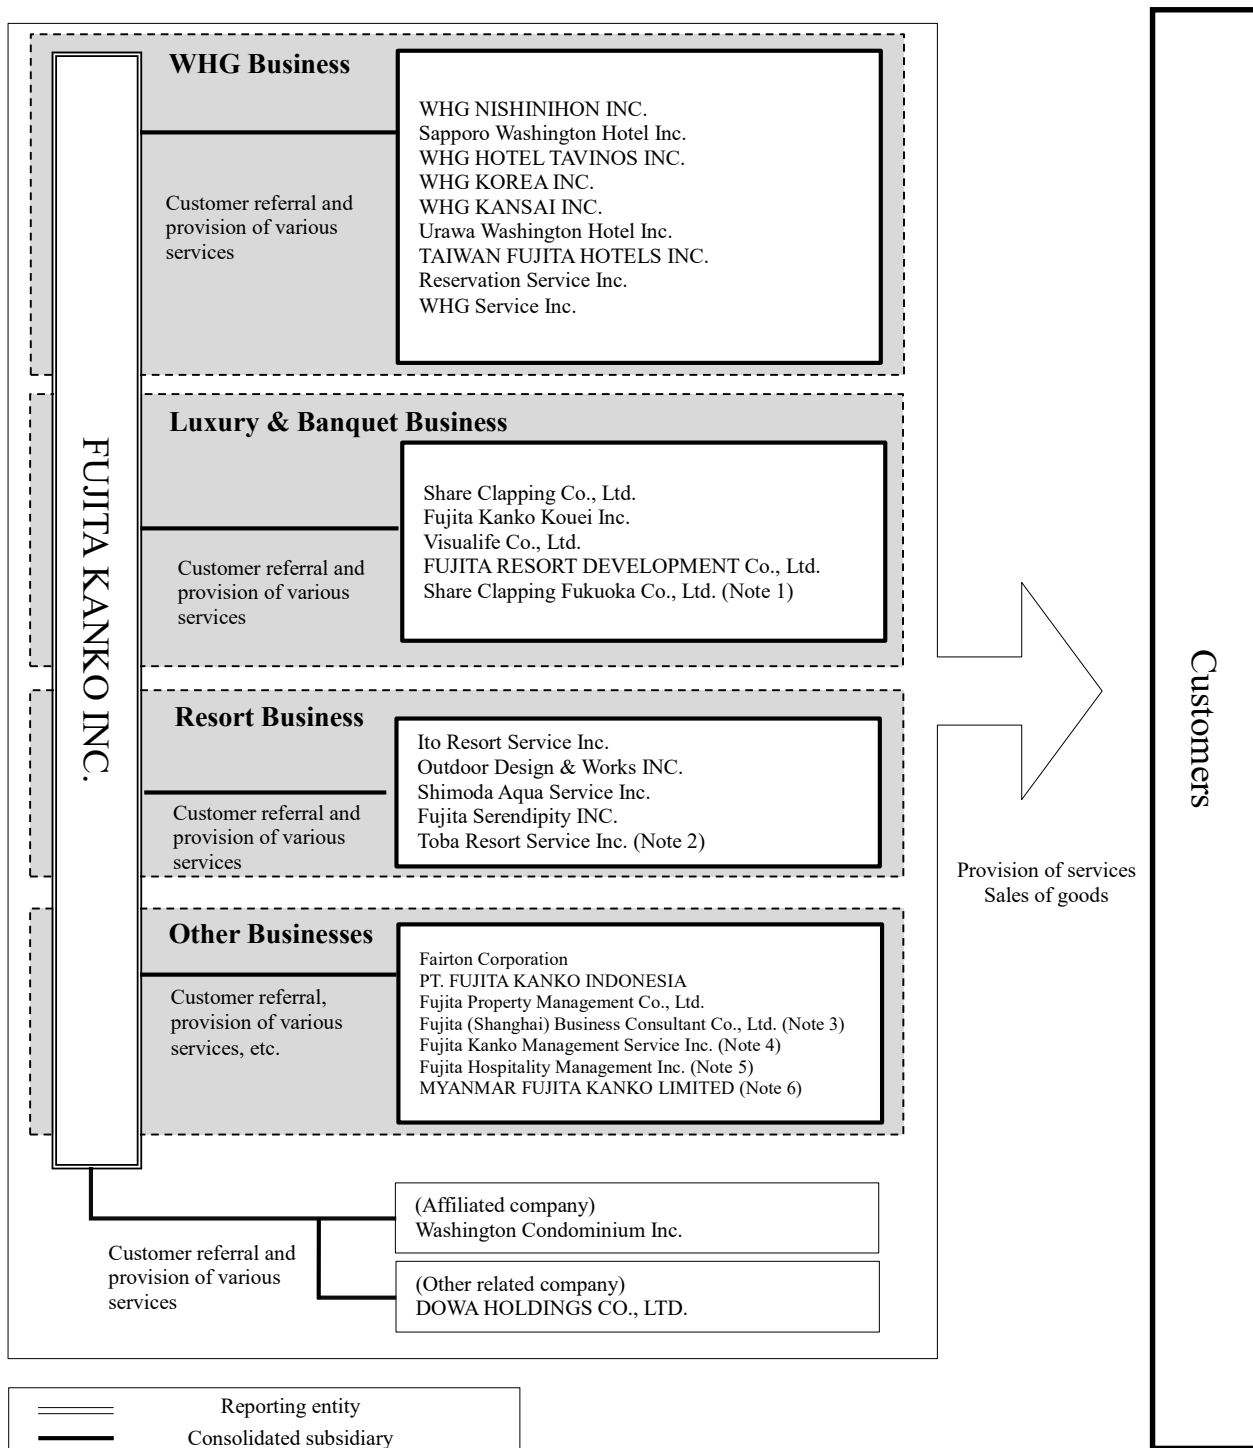 FUJITA KANKO INC.
WHG Business
Customer referral and
provision of various
services
WHG NISHINIHON INC.
Sapporo Washington Hotel Inc.
WHG HOTEL TAVINOS INC.
WHG KOREA INC.
WHG KANSAI INC.
Urawa Washington Hotel Inc.
TAIWAN FUJITA HOTELS INC.
Reservation Service Inc.
WHG Service Inc.
Luxury & Banquet Business
Customer referral and
provision of various
services
Share Clapping Co., Ltd.
Fujita Kanko Kouei Inc.
Visualife Co., Ltd.
FUJITA RESORT DEVELOPMENT Co., Ltd.
Share Clapping Fukuoka Co., Ltd. (Note 1)
Resort Business
Customer referral and
provision of various
services
Ito Resort Service Inc.
Outdoor Design & Works INC.
Shimoda Aqua Service Inc.
Fujita Serendipity INC.
Toba Resort Service Inc. (Note 2)
Other Businesses
Customer referral,
provision of various
services, etc.
Fairton Corporation
PT. FUJITA KANKO INDONESIA
Fujita Property Management Co., Ltd.
Fujita (Shanghai) Business Consultant Co., Ltd. (Note 3)
Fujita Kanko Management Service Inc. (Note 4)
Fujita Hospitality Management Inc. (Note 5)
MYANMAR FUJITA KANKO LIMITED (Note 6)
Customer referral and
provision of various
services
(Affiliated company)
Washington Condominium Inc.
(Other related company)
DOWA HOLDINGS CO., LTD.
Provision of services
Sales of goods
Customers
Reporting entity
Consolidated subsidiary